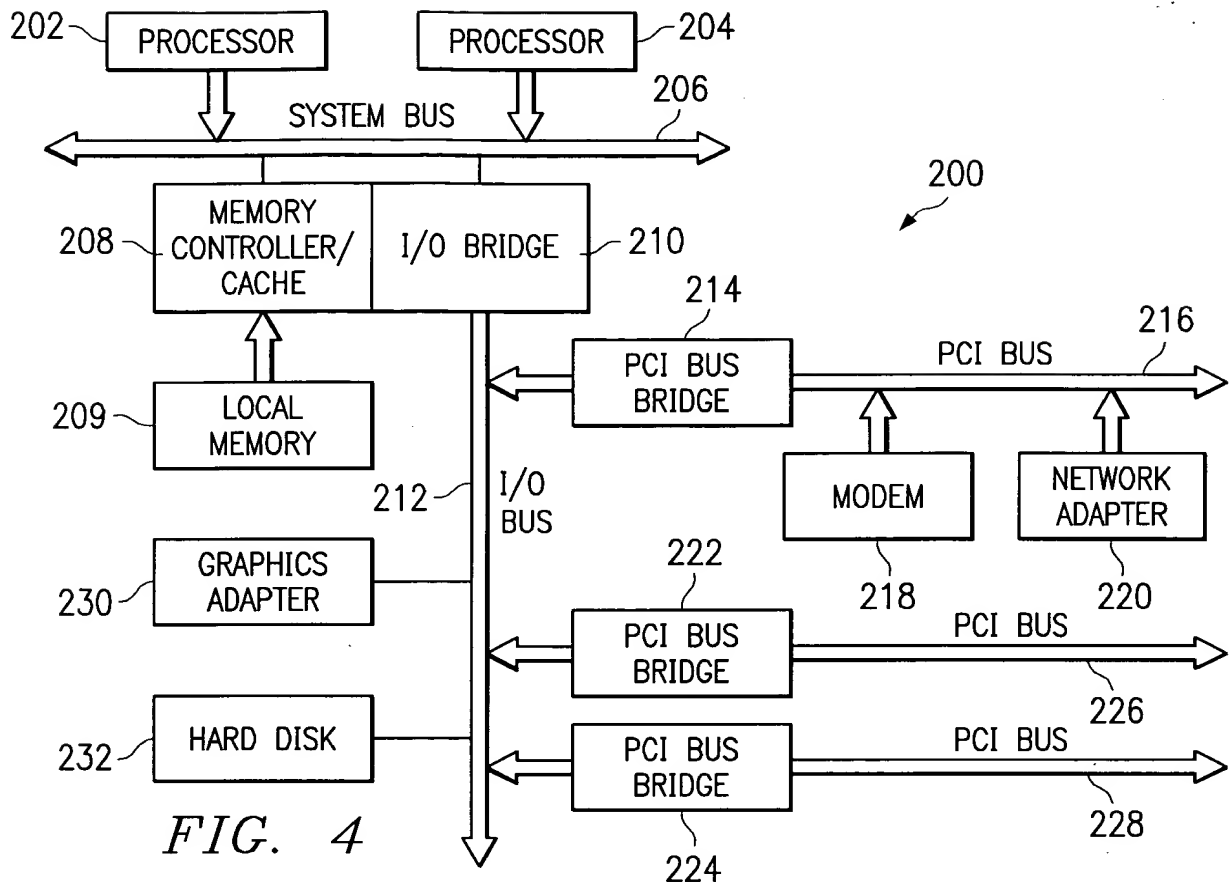 202
PROCESSOR
PROCESSOR
204
SYSTEM BUS
206
200
208
MEMORY
CONTROLLER/
CACHE
I/O BRIDGE
210
214
PCI BUS
BRIDGE
PCI BUS
216
209
LOCAL
MEMORY
212
I/O
BUS
MODEM
NETWORK
ADAPTER
218
220
230
GRAPHICS
ADAPTER
222
PCI BUS
BRIDGE
PCI BUS
226
232
HARD DISK
PCI BUS
BRIDGE
PCI BUS
228
224
FIG. 4